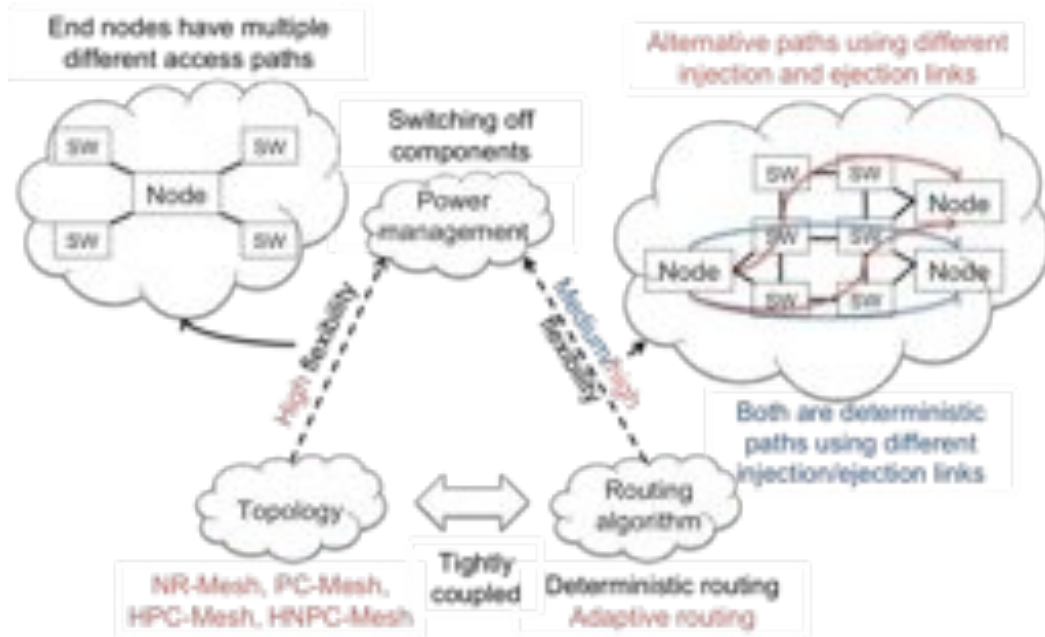 End nodes have multiple
different access paths
SW
SW
Node
SW
SW
Switching off
components
Power
management
Alternative paths using different
injection and ejection links
SW
SW
Node
SW
SW
Node
Node
SW
SW
Both are deterministic
paths using different
injection/ejection links
High flexibility
Medium/high
flexibility
Topology
Routing
algorithm
Tightly
coupled
NR-Mesh, PC-Mesh,
HPC-Mesh, HNPC-Mesh
Deterministic routing
Adaptive routing